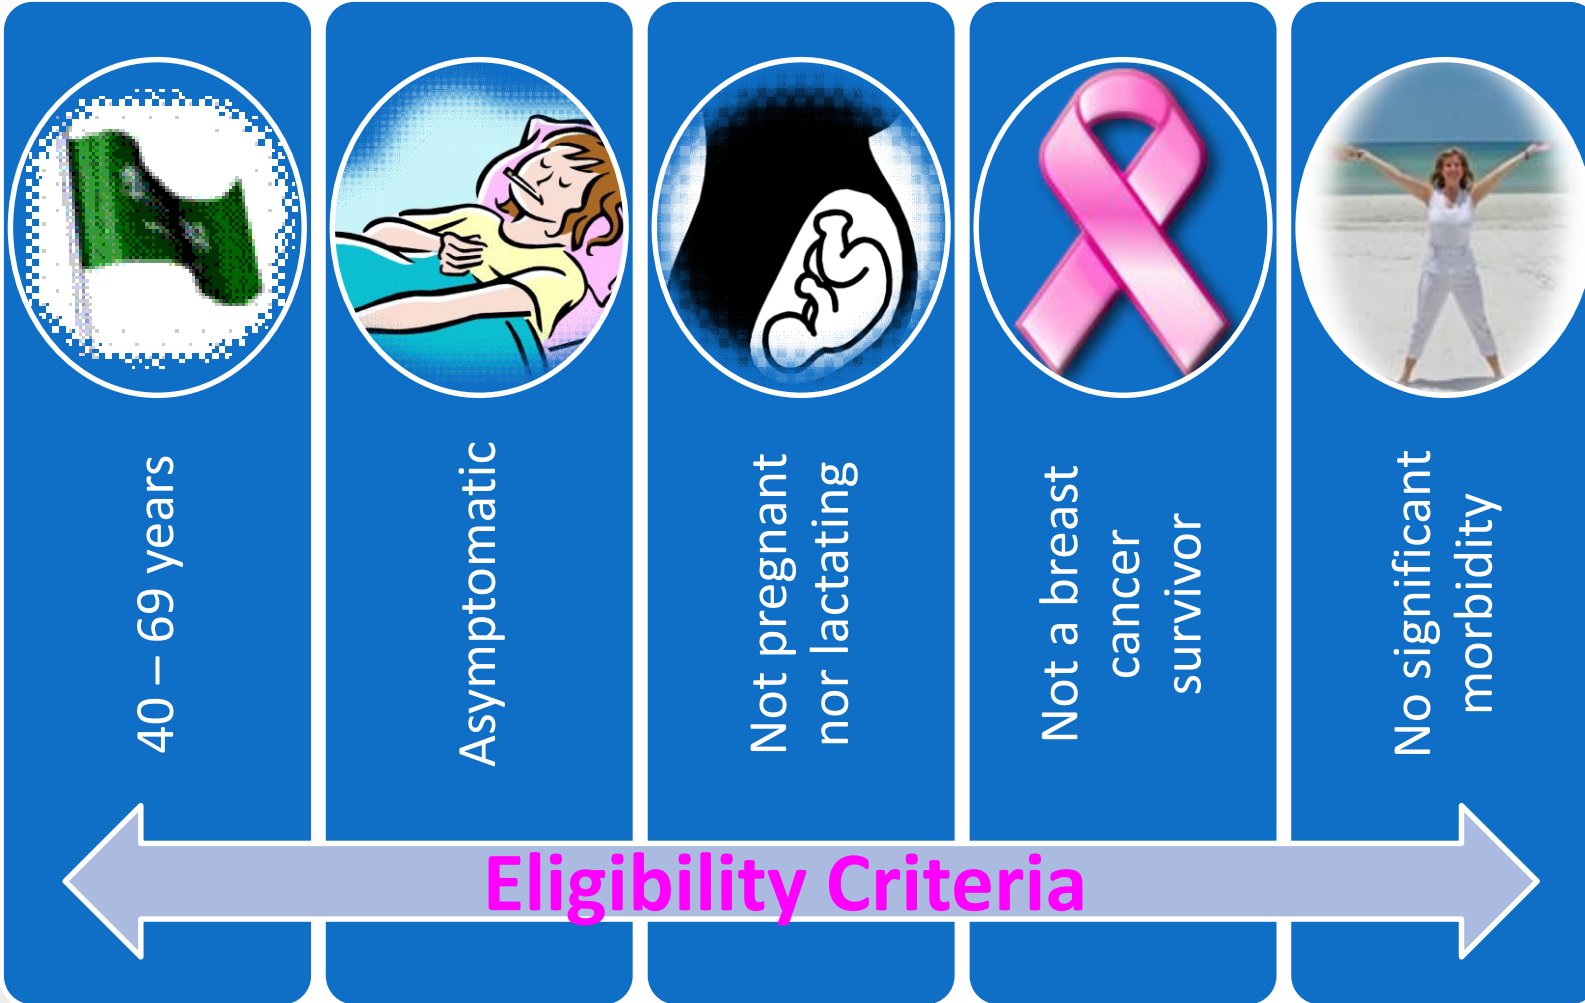 40 – 69 years
Asymptomatic
Not pregnant
nor lactating
Not a breast
cancer
survivor
No significant
morbidity
Eligibility Criteria